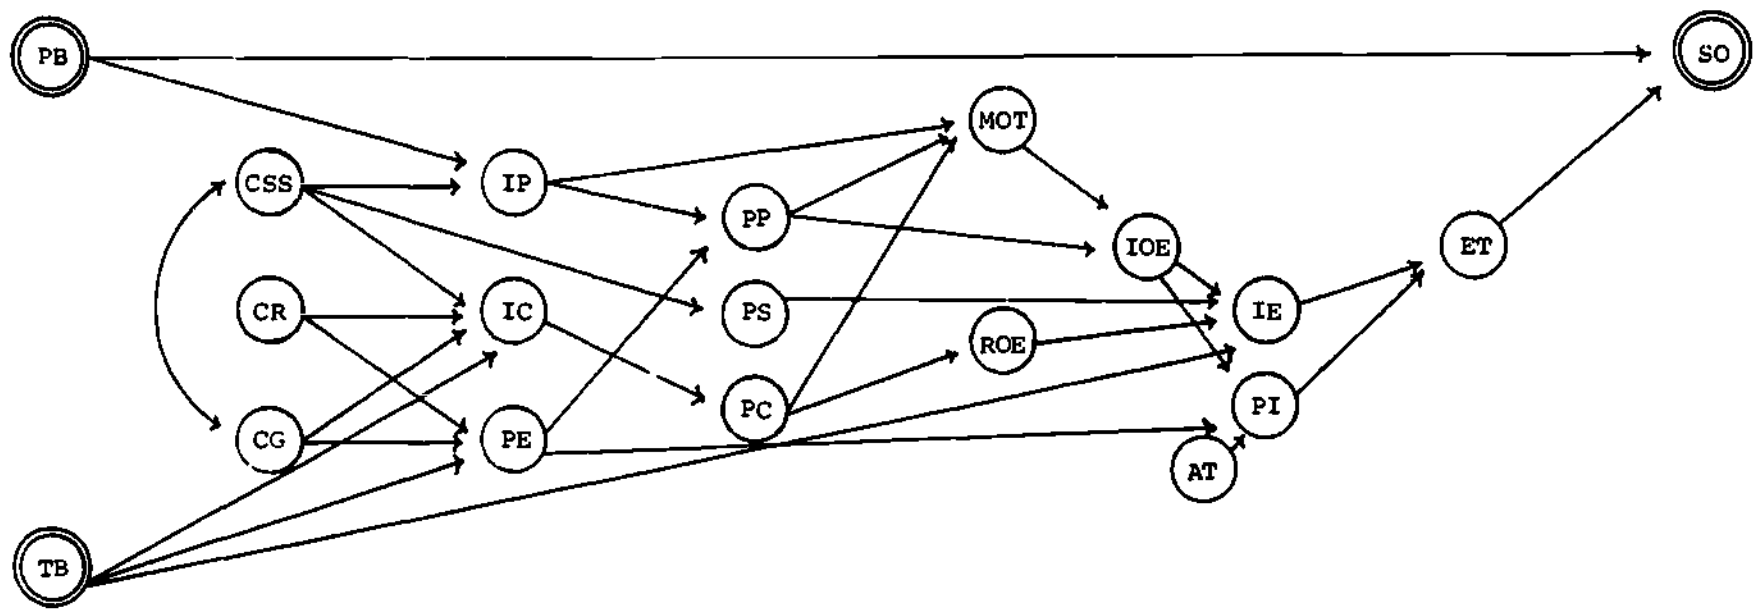 PB
SO
MOT
CSS
IP
PP
IOE
ET
CR
IC
PS
IE
ROE
PC
PI
CG
PE
AT
TB